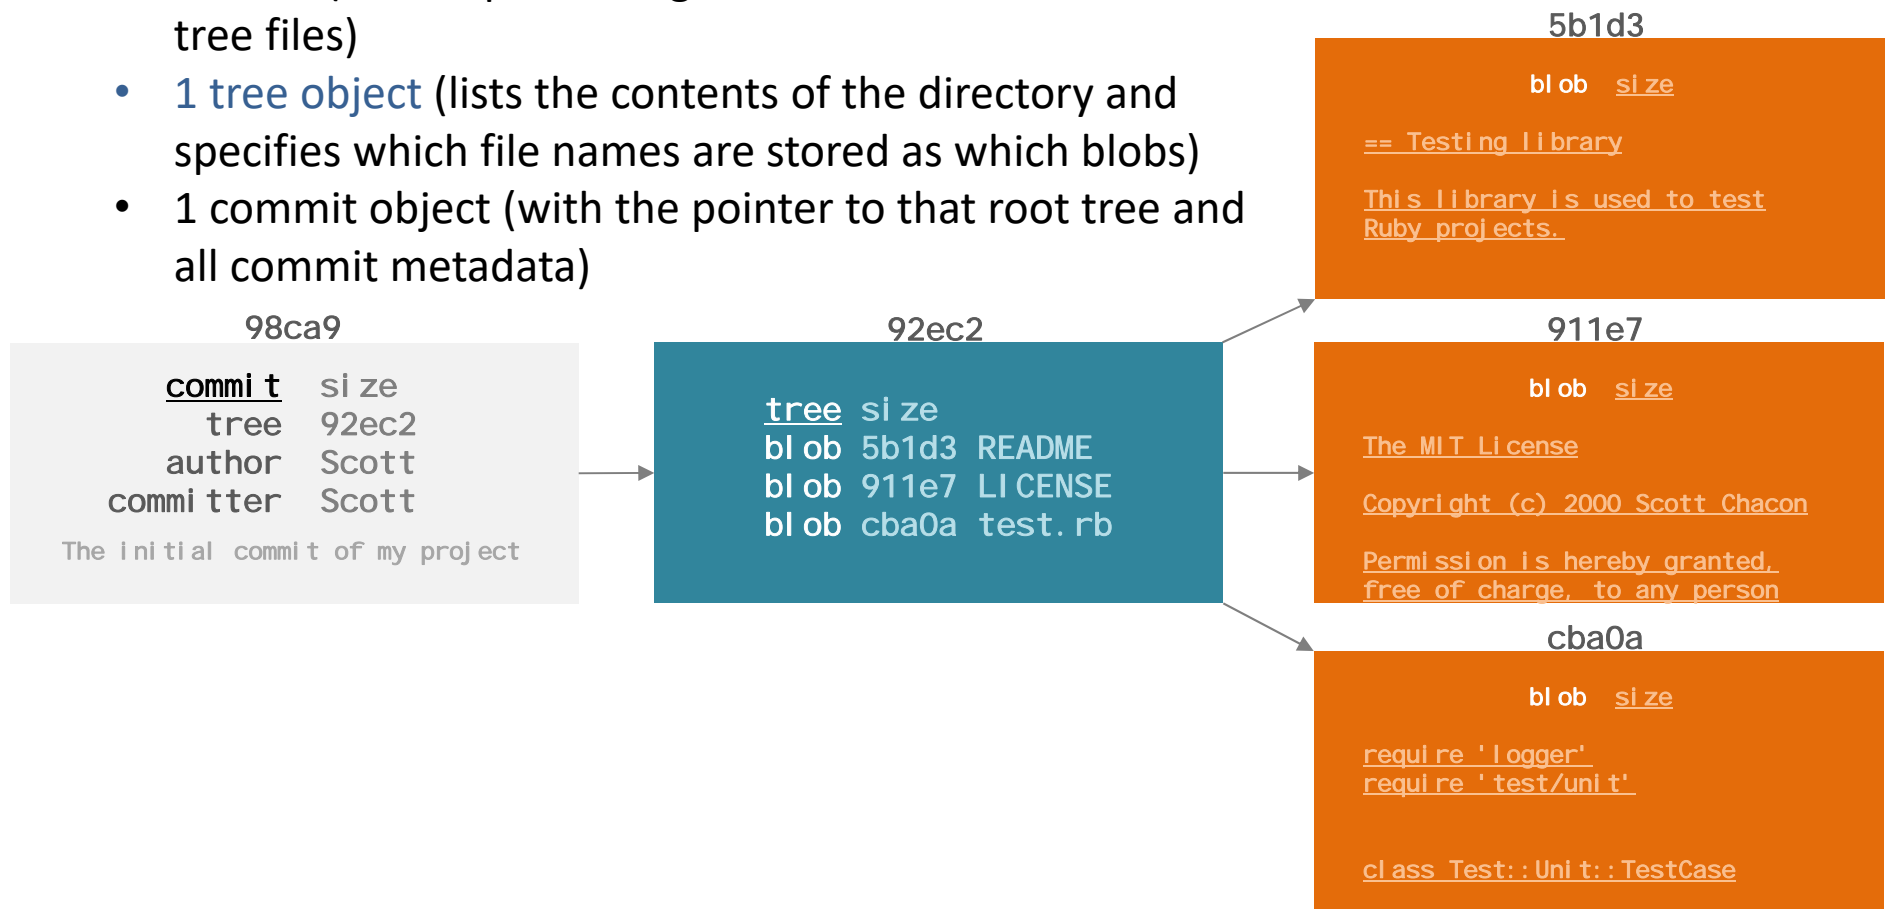 tree files)
• 1 tree object (lists the contents of the directory and
specifies which file names are stored as which blobs)
• 1 commit object (with the pointer to that root tree and
all commit metadata)
98ca9
commit size
tree 92ec2
author Scott
committer Scott
The initial commit of my project
92ec2
tree size
blob 5b1d3 README
blob 911e7 LICENSE
blob cba0a test.rb
5b1d3
blob size
== Testing library
This library is used to test
Ruby projects.
911e7
blob size
The MIT License
Copyright (c) 2000 Scott Chacon
Permission is hereby granted,
free of charge, to any person
cba0a
blob size
require 'logger'
require 'test/unit'
class Test::Unit::TestCase